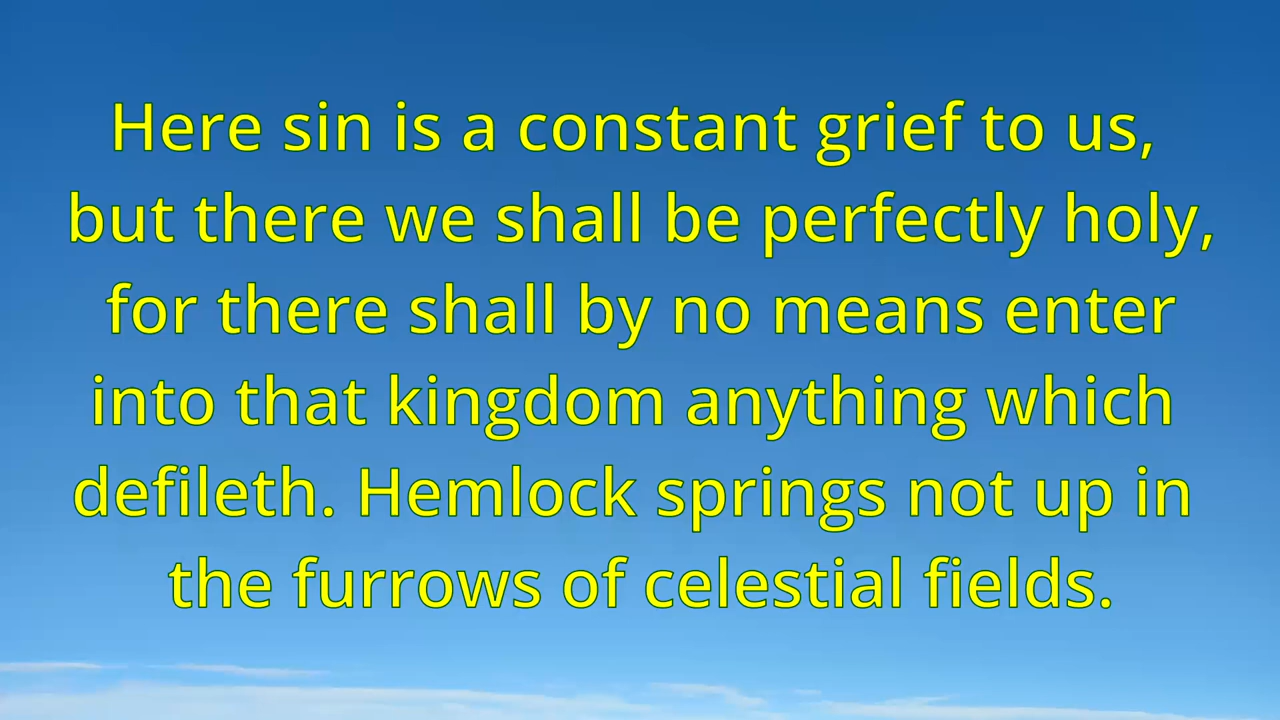 Here sin is a constant grief to us,
but there we shall be perfectly holy,
for there shall by no means enter
into that kingdom anything which
defileth. Hemlock springs not up in
the furrows of celestial fields.